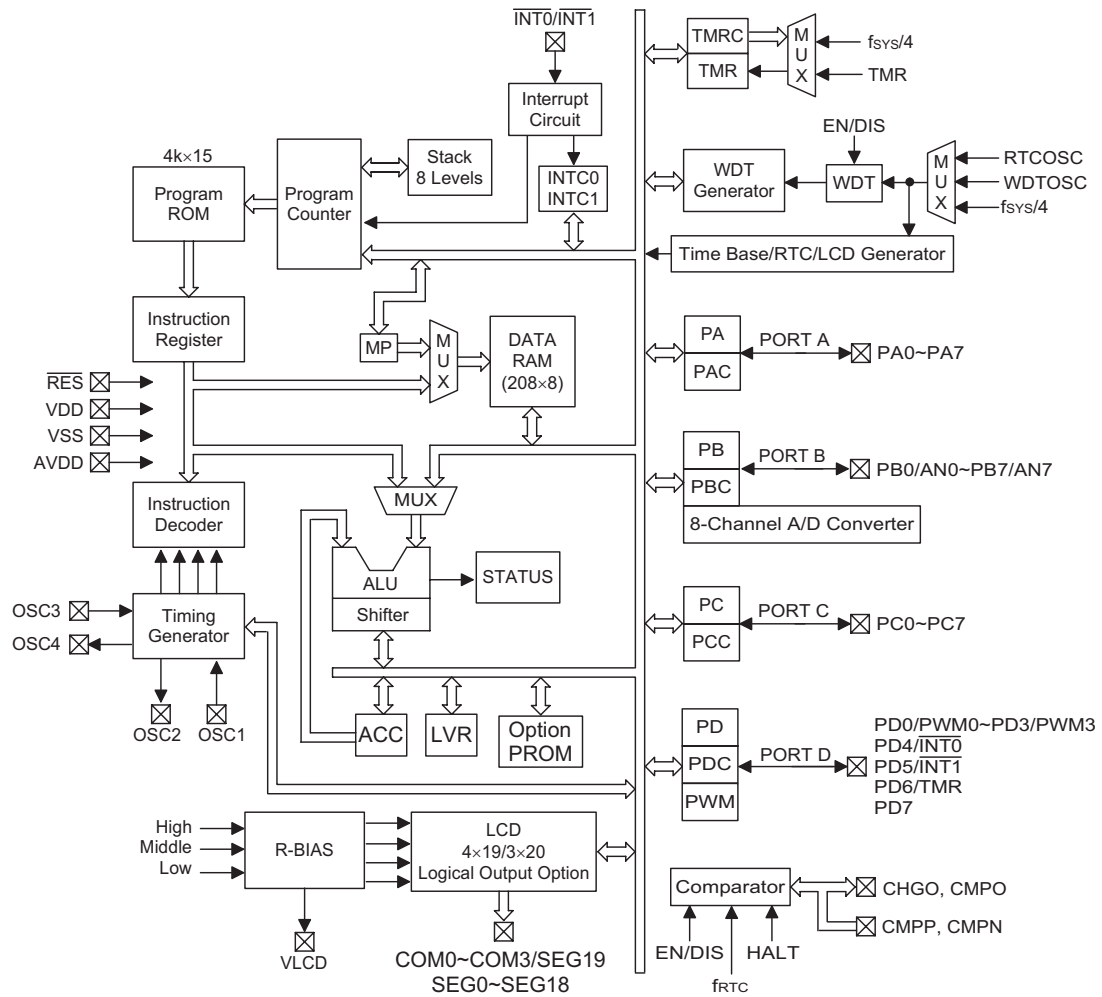 INT0/INT1
Interrupt
Circuit
INTC0
INTC1
Stack
8 Levels
4k×15
Program
ROM
Program
Counter
Instruction
Register
MP
M
U
X
DATA
RAM
(208×8)
RES
VDD
VSS
AVDD
Instruction
Decoder
MUX
ALU
Shifter
STATUS
OSC3
OSC4
Timing
Generator
OSC2
OSC1
ACC
LVR
Option
PROM
High
Middle
Low
R-BIAS
VLCD
LCD
4×19/3×20
Logical Output Option
COM0~COM3/SEG19
SEG0~SEG18
TMRC
TMR
M
U
X
fSYS/4
TMR
EN/DIS
WDT
Generator
WDT
M
U
X
RTCOSC
WDTOSC
fSYS/4
Time Base/RTC/LCD Generator
PA
PAC
PORT A
PA0~PA7
PB
PBC
PORT B
PB0/AN0~PB7/AN7
8-Channel A/D Converter
PC
PCC
PORT C
PC0~PC7
PD
PDC
PWM
PORT D
PD0/PWM0~PD3/PWM3
PD4/INT0
PD5/INT1
PD6/TMR
PD7
Comparator
CHGO, CMPO
CMPP, CMPN
EN/DIS
HALT
fRTC